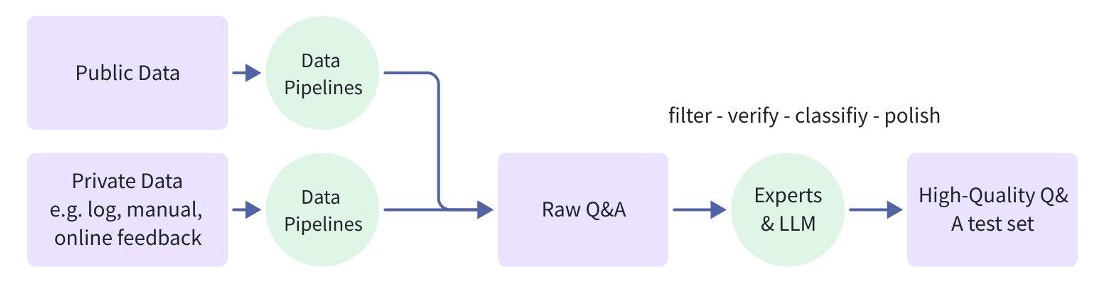 Public Data
Data
Pipelines
filter - verify - classifiy - polish
Private Data
e.g. log, manual,
online feedback
Data
Pipelines
Raw Q&A
Experts
& LLM
High-Quality Q&
A test set